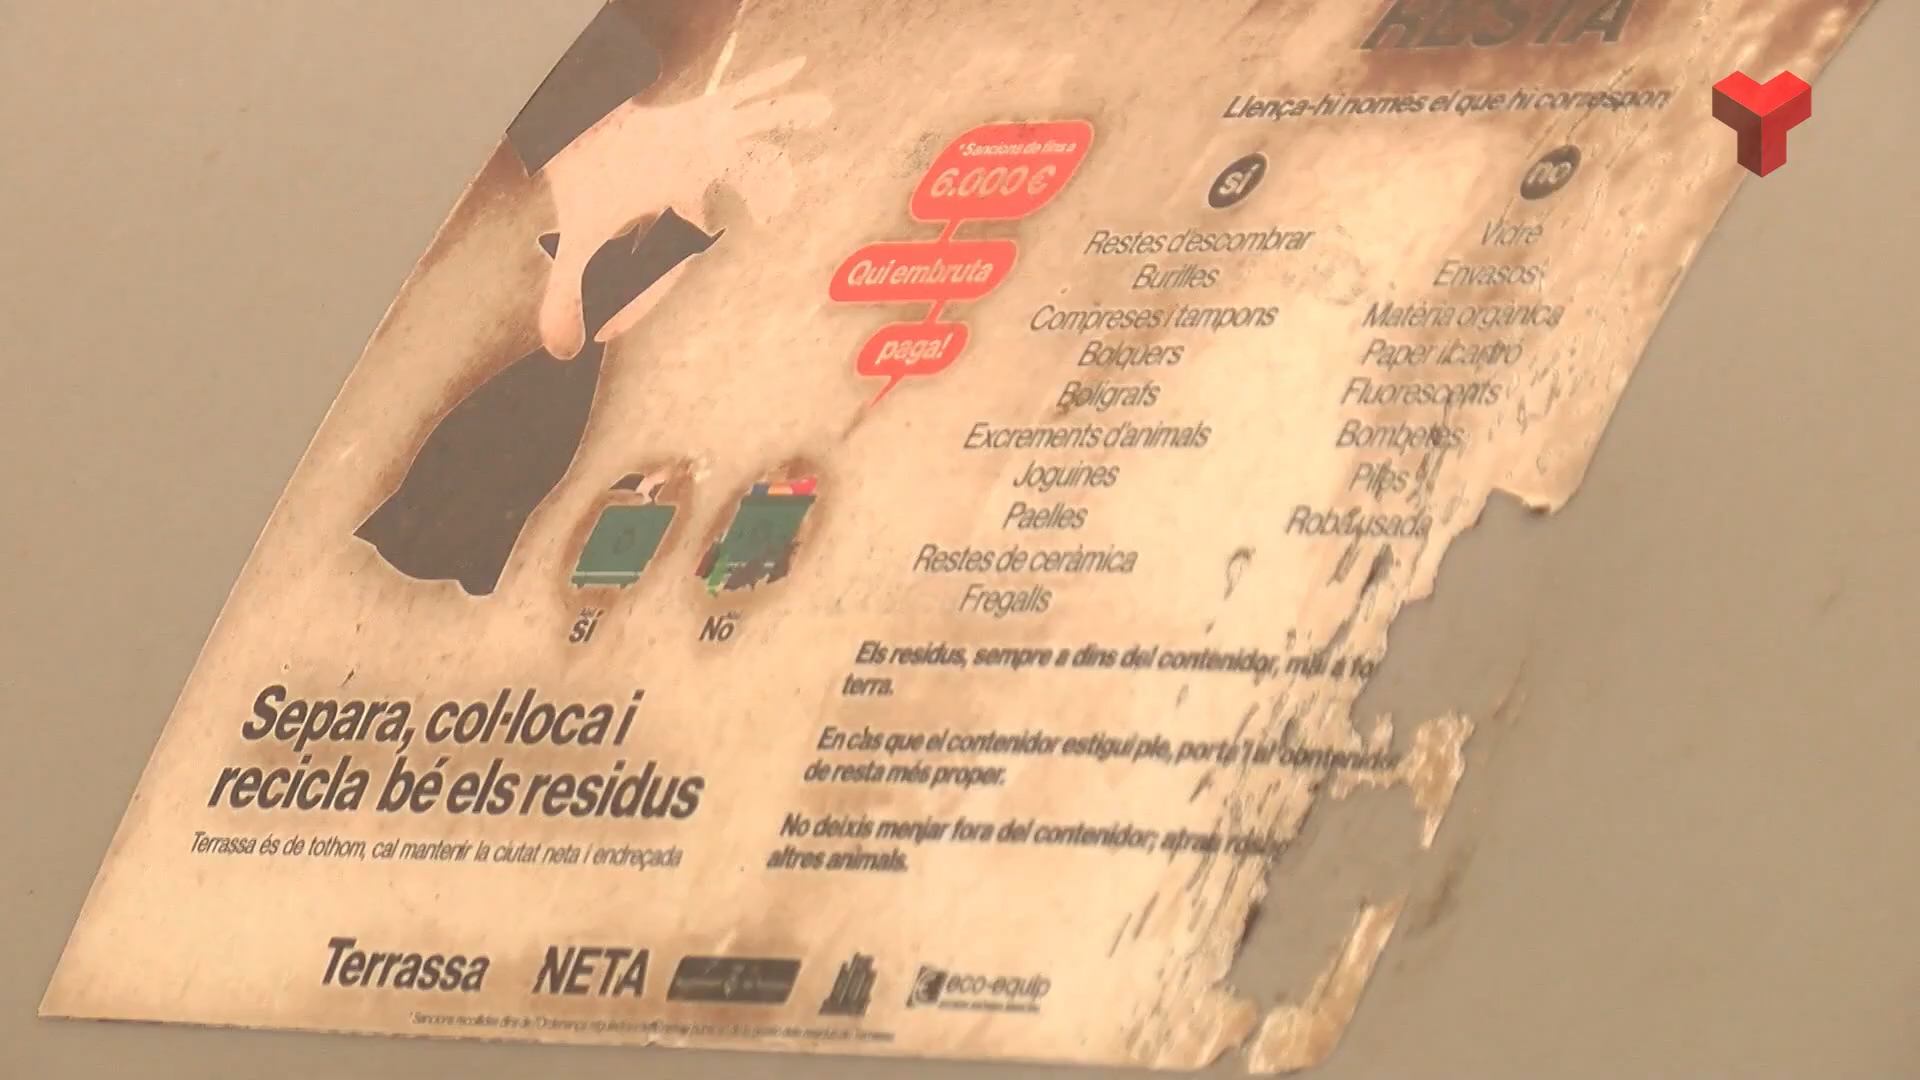 RESTA
Llença-hi només el que hi correspon
* Sancions de fins a
6.000 €
Qui embruta
paga!
sí
Restes d'escombrar
Burilles
Compreses i tampons
Bolquers
Bolígrafs
Excrements d'animals
Joguines
Paelles
Restes de ceràmica
Fregalls
no
Vidre
Envasos
Matèria orgànica
Paper i cartró
Fluorescents
Bombetes
Piles
Roba usada
Així
SÍ
Així
No
Els residus, sempre a dins del contenidor, mai a
terra.
En cas que el contenidor estigui ple, porta'l al contenidor
de resta més proper.
No deixis menjar fora del contenidor; atrau
altres animals.
Separa, col·loca i
recicla bé els residus
Terrassa és de tothom, cal mantenir la ciutat neta i endreçada
Terrassa NETA
eco-equip